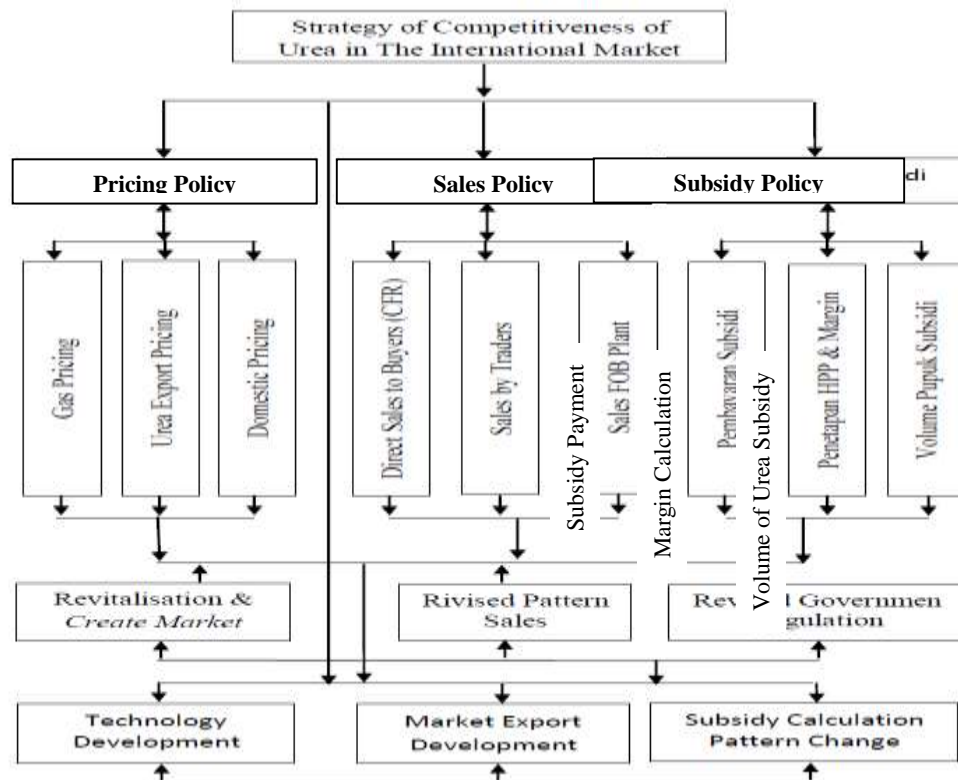 Strategy of Competitiveness of
Urea in The International Market
Pricing Policy
Sales Policy
Subsidy Policy
di
Gas Pricing
Urea Export Pricing
Domestic Pricing
Direct Sales to Buyers (CFR)
Sales by Traders
Sales FOB Plant
Subsidy Payment
Margin Calculation
Volume of Urea Subsidy
Pembayaran Subsidi
Penetapan HPP & Margin
Volume Pupuk Subsidi
Revitalisation &
Create Market
Rivised Pattern
Sales
Governmen
gulation
Technology
Development
Market Export
Development
Subsidy Calculation
Pattern Change